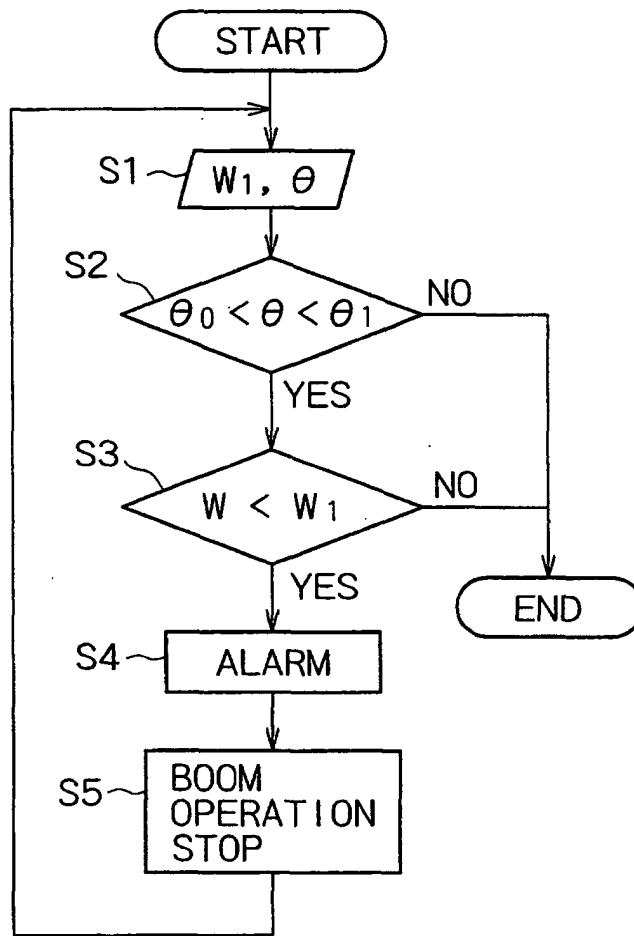 START
S1
W₁, θ
S2
θ₀ < θ < θ₁
NO
YES
S3
W < W₁
NO
YES
END
S4
ALARM
S5
BOOM
OPERATION
STOP